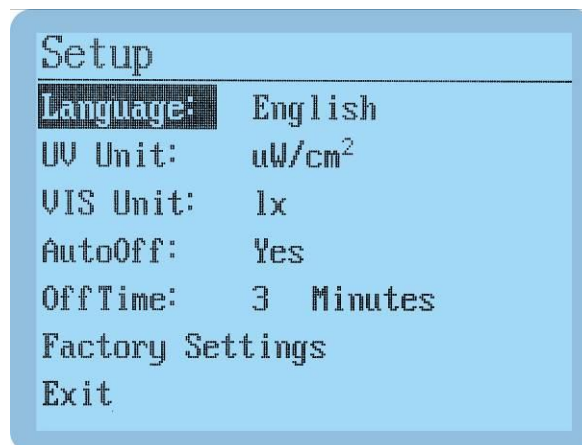 Setup
Language: English
UV Unit: uW/cm²
VIS Unit: lx
AutoOff: Yes
OffTime: 3 Minutes
Factory Settings
Exit